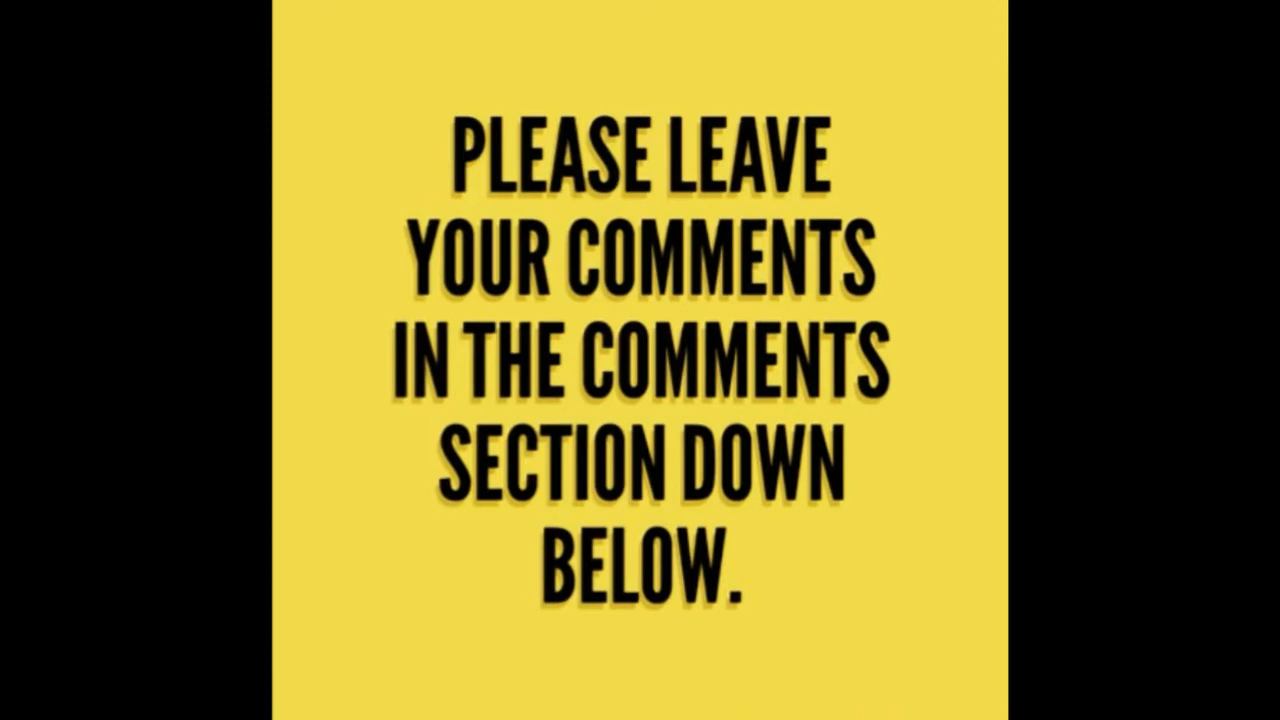 PLEASE LEAVE
YOUR COMMENTS
IN THE COMMENTS
SECTION DOWN
BELOW.